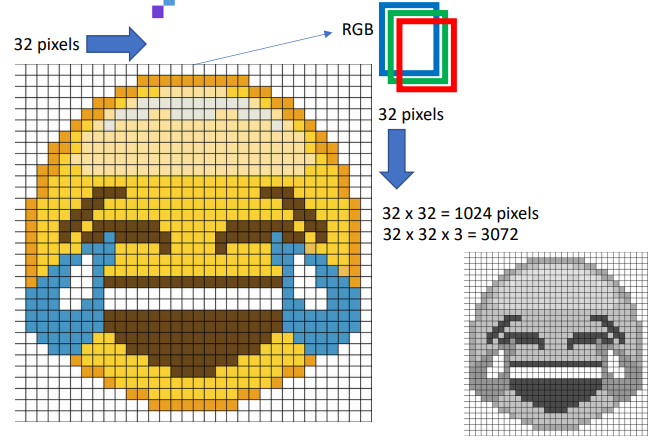 32 pixels
RGB
32 pixels
32 x 32 = 1024 pixels
32 x 32 x 3 = 3072